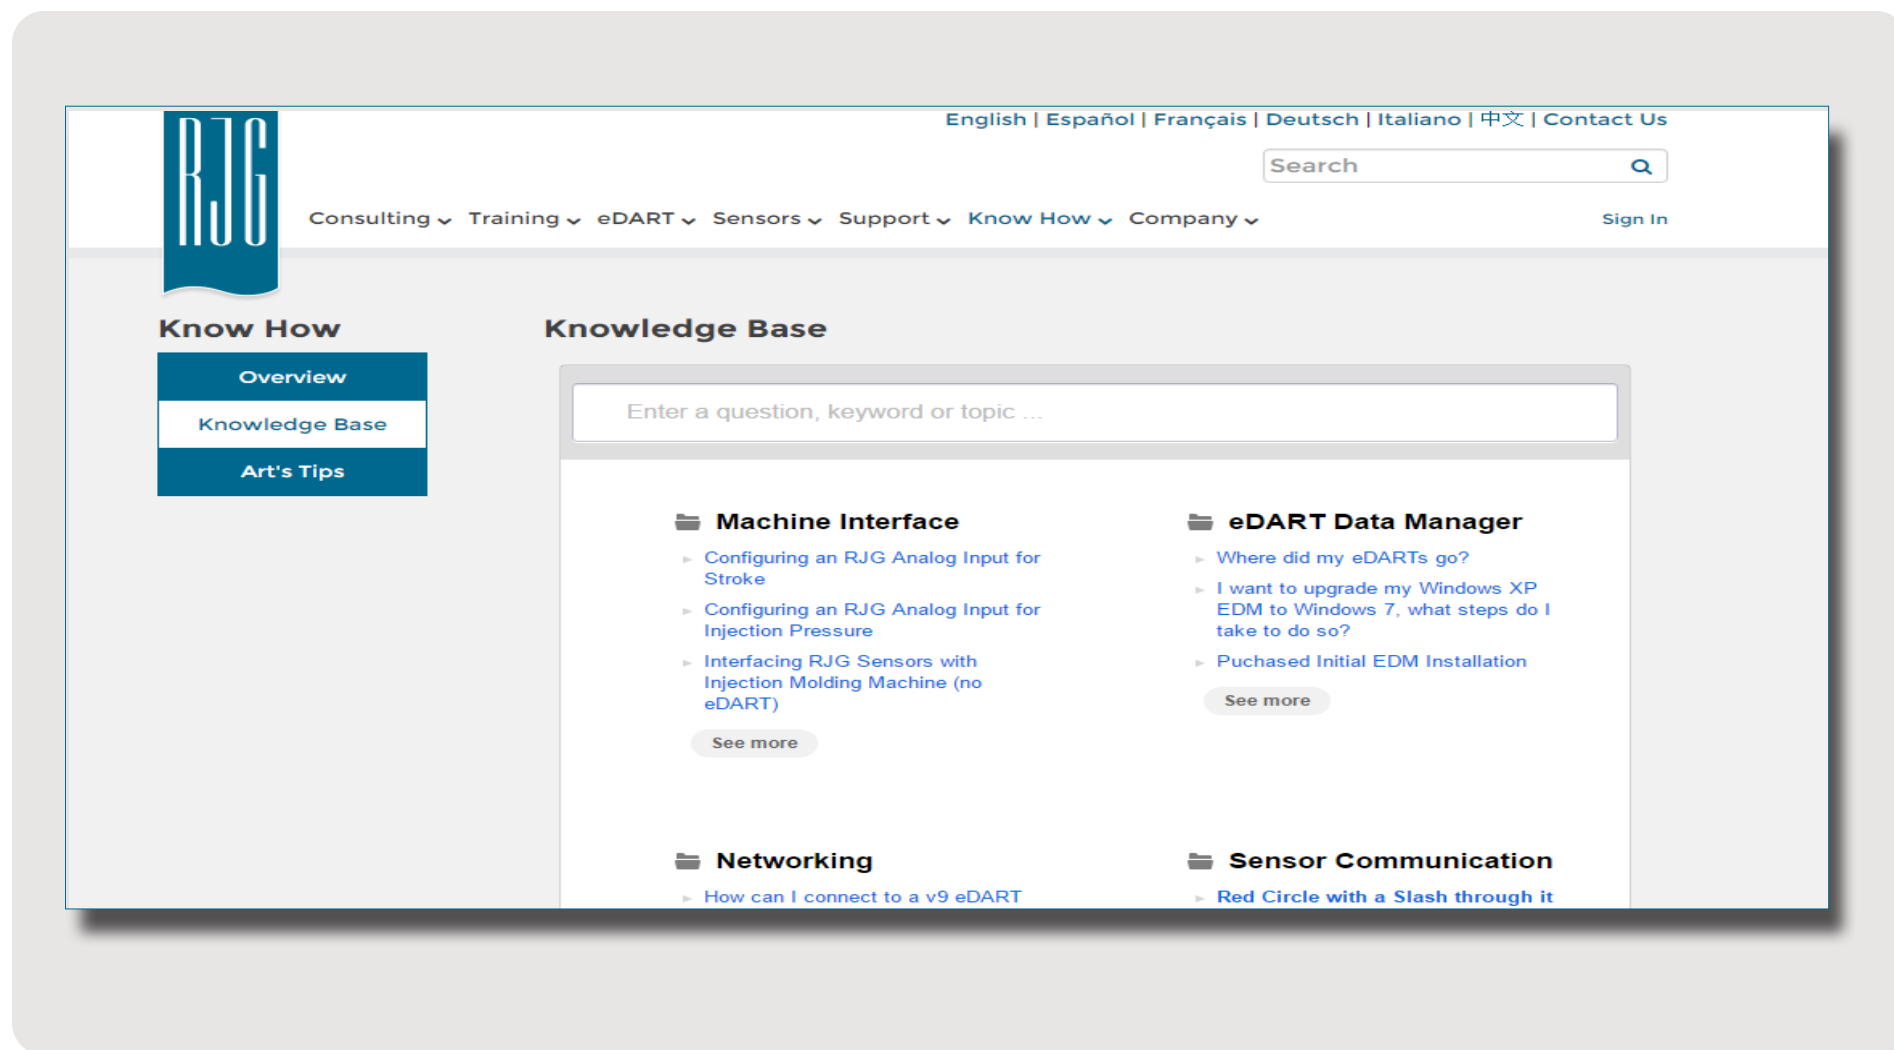 RJG
English | Español | Français | Deutsch | Italiano | 中文 | Contact Us
Search
Consulting Training eDART Sensors Support Know How Company
Sign In
Know How
Overview
Knowledge Base
Art's Tips
Knowledge Base
Enter a question, keyword or topic ...
Machine Interface
Configuring an RJG Analog Input for
Stroke
Configuring an RJG Analog Input for
Injection Pressure
Interfacing RJG Sensors with
Injection Molding Machine (no
eDART)
See more
eDART Data Manager
Where did my eDARTs go?
I want to upgrade my Windows XP
EDM to Windows 7, what steps do I
take to do so?
Puchased Initial EDM Installation
See more
Networking
How can I connect to a v9 eDART
Sensor Communication
Red Circle with a Slash through it